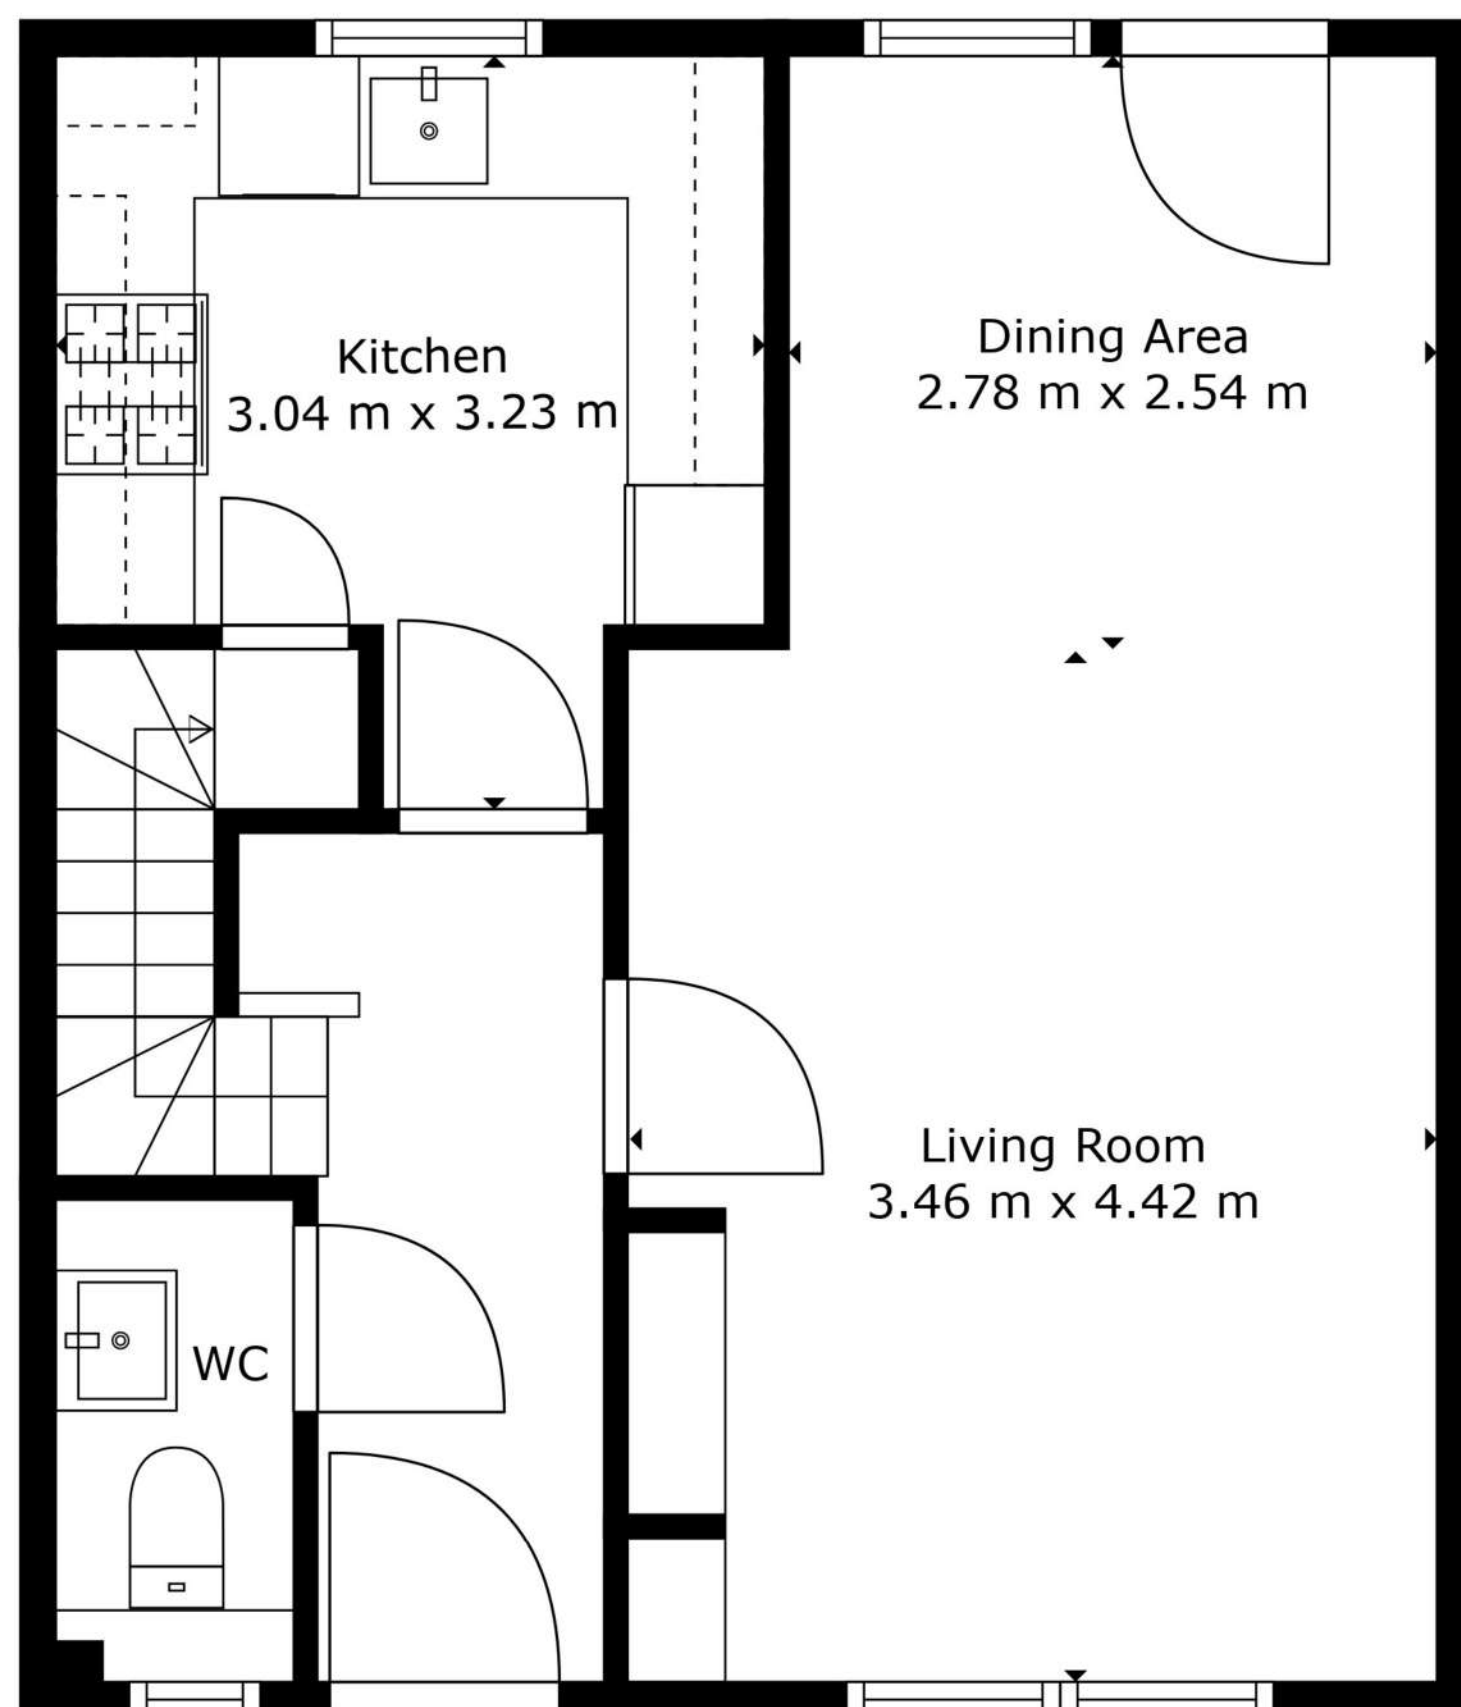 Kitchen
3.04 m x 3.23 m
Dining Area
2.78 m x 2.54 m
Living Room
3.46 m x 4.42 m
WC